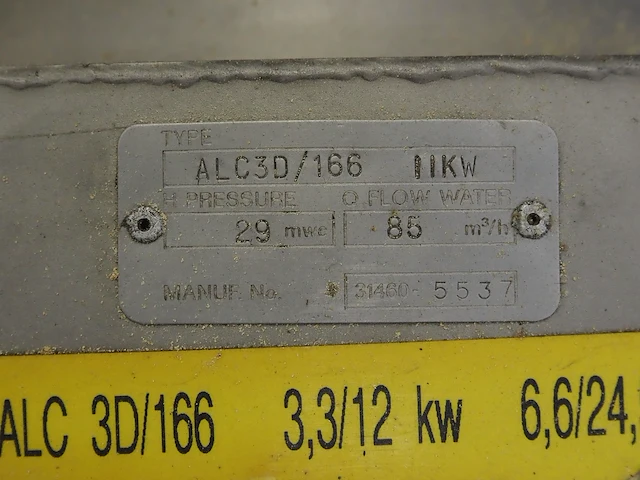 TYPE
ALC3D/166 11KW
H PRESSURE Q FLOW WATER
29 mwc 85 m³/h
MANUF. No. 31460- 5537
ALC 3D/166 3,3/12 kw 6,6/24,